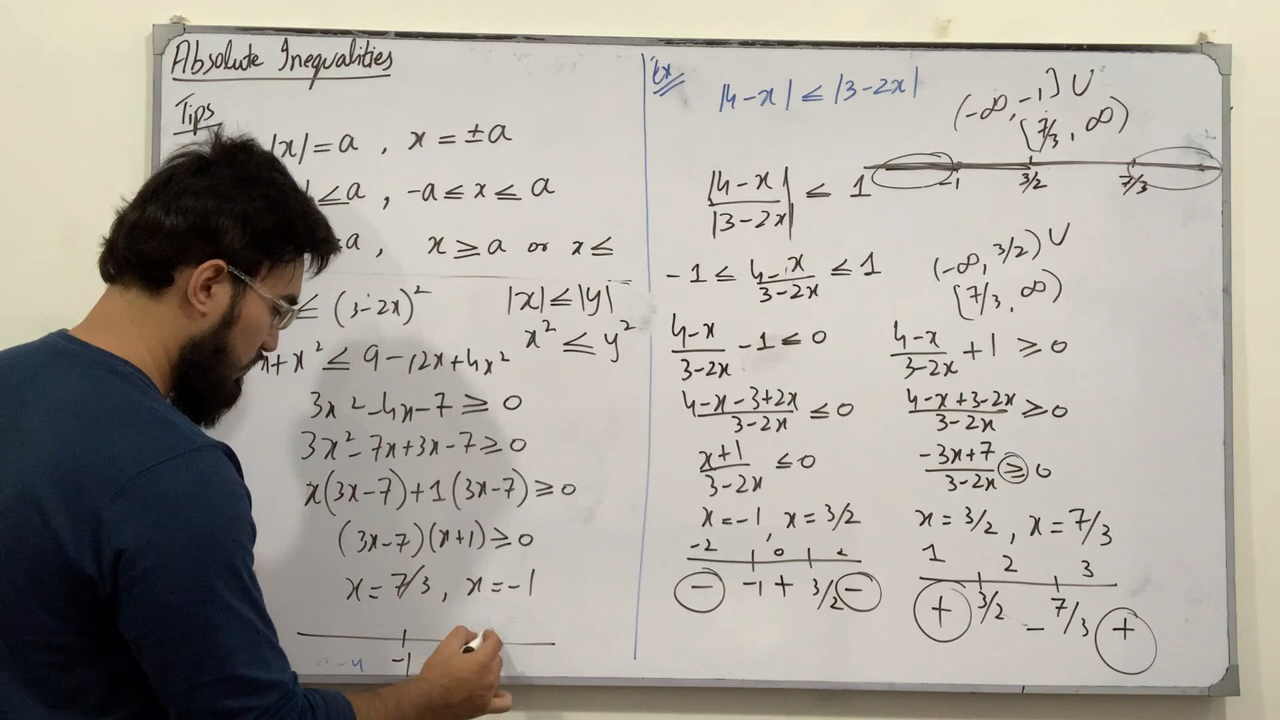 Absolute Inequalities
Tips
|x| = a , x = ±a
≤ a , -a ≤ x ≤ a
a , x ≥ a or x ≤
≤ (3-2x)² |x| ≤ |y|
x² ≤ y²
+x² ≤ 9-12x+4x²
3x²-4x-7 ≥ 0
3x²-7x+3x-7 ≥ 0
x(3x-7)+1(3x-7) ≥ 0
(3x-7)(x+1) ≥ 0
x = 7/3 , x = -1
-1
Ex
|4-x| ≤ |3-2x|
|4-x|/|3-2x| ≤ 1
-1 ≤ 4-x/3-2x ≤ 1
4-x/3-2x -1 ≤ 0
4-x-3+2x/3-2x ≤ 0
x+1/3-2x ≤ 0
x = -1 , x = 3/2
-2 0 2
- -1 + 3/2 -
(-∞, -1] ∪
[7/3, ∞)
-1 3/2 7/3
(-∞, 3/2) ∪
[7/3, ∞)
4-x/3-2x +1 ≥ 0
4-x+3-2x/3-2x ≥ 0
-3x+7/3-2x ≥ 0
x = 3/2 , x = 7/3
1 2 3
+ 3/2 - 7/3 +